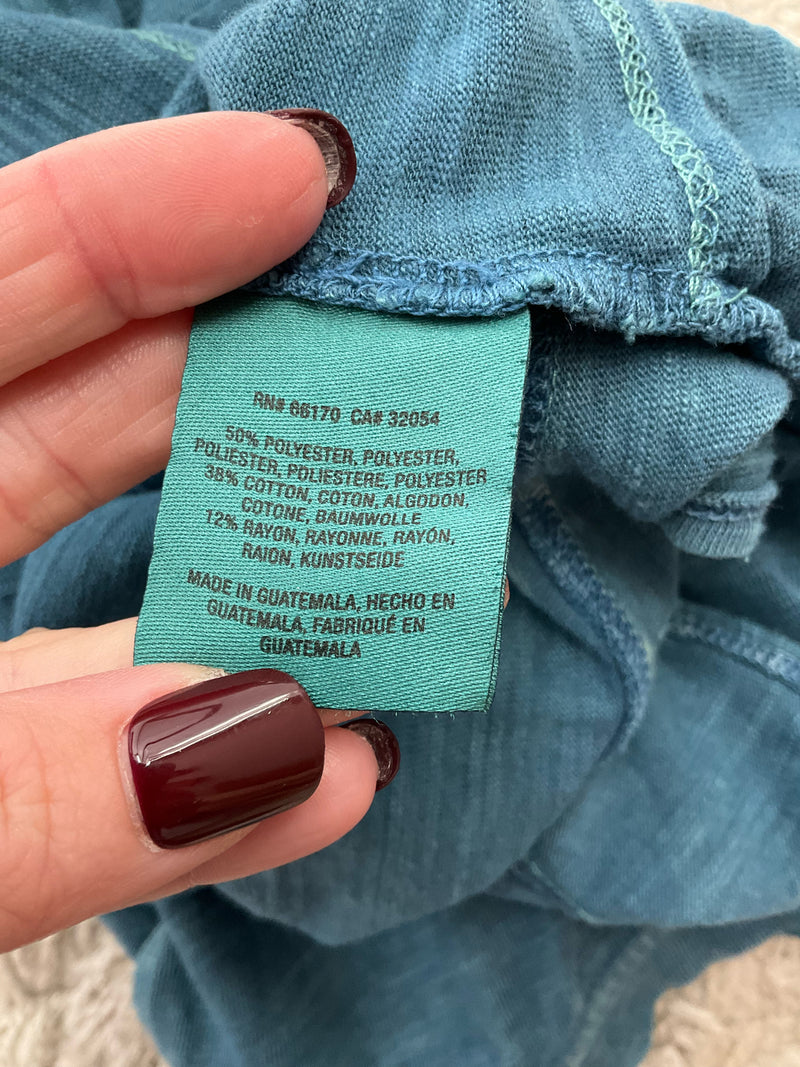 RN# 66170 CA# 32054
50% POLYESTER, POLYESTER,
POLIESTER, POLIESTERE, POLYESTER
38% COTTON, COTON, ALGODON,
COTONE, BAUMWOLLE
12% RAYON, RAYONNE, RAYÓN,
RAION, KUNSTSEIDE
MADE IN GUATEMALA, HECHO EN
GUATEMALA, FABRIQUÉ EN
GUATEMALA